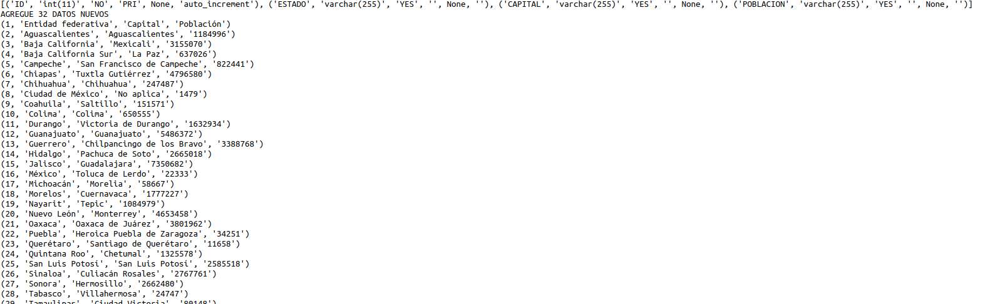 [('ID', 'int(11)', 'NO', 'PRI', None, 'auto_increment'), ('ESTADO', 'varchar(255)', 'YES', '', None, ''), ('CAPITAL', 'varchar(255)', 'YES', '', None, ''), ('POBLACION', 'varchar(255)', 'YES', '', None, '')]
AGREGUE 32 DATOS NUEVOS
(1, 'Entidad federativa', 'Capital', 'Población')
(2, 'Aguascalientes', 'Aguascalientes', '1184996')
(3, 'Baja California', 'Mexicali', '3155070')
(4, 'Baja California Sur', 'La Paz', '637026')
(5, 'Campeche', 'San Francisco de Campeche', '822441')
(6, 'Chiapas', 'Tuxtla Gutiérrez', '4796580')
(7, 'Chihuahua', 'Chihuahua', '247487')
(8, 'Ciudad de México', 'No aplica', '1479')
(9, 'Coahuila', 'Saltillo', '151571')
(10, 'Colima', 'Colima', '650555')
(11, 'Durango', 'Victoria de Durango', '1632934')
(12, 'Guanajuato', 'Guanajuato', '5486372')
(13, 'Guerrero', 'Chilpancingo de los Bravo', '3388768')
(14, 'Hidalgo', 'Pachuca de Soto', '2665018')
(15, 'Jalisco', 'Guadalajara', '7350682')
(16, 'México', 'Toluca de Lerdo', '22333')
(17, 'Michoacán', 'Morelia', '58667')
(18, 'Morelos', 'Cuernavaca', '1777227')
(19, 'Nayarit', 'Tepic', '1084979')
(20, 'Nuevo León', 'Monterrey', '4653458')
(21, 'Oaxaca', 'Oaxaca de Juárez', '3801962')
(22, 'Puebla', 'Heroica Puebla de Zaragoza', '34251')
(23, 'Querétaro', 'Santiago de Querétaro', '11658')
(24, 'Quintana Roo', 'Chetumal', '1325578')
(25, 'San Luis Potosí', 'San Luis Potosí', '2585518')
(26, 'Sinaloa', 'Culiacán Rosales', '2767761')
(27, 'Sonora', 'Hermosillo', '2662480')
(28, 'Tabasco', 'Villahermosa', '24747')
(29, 'Tamaulipas', 'Ciudad Victoria', '80148')